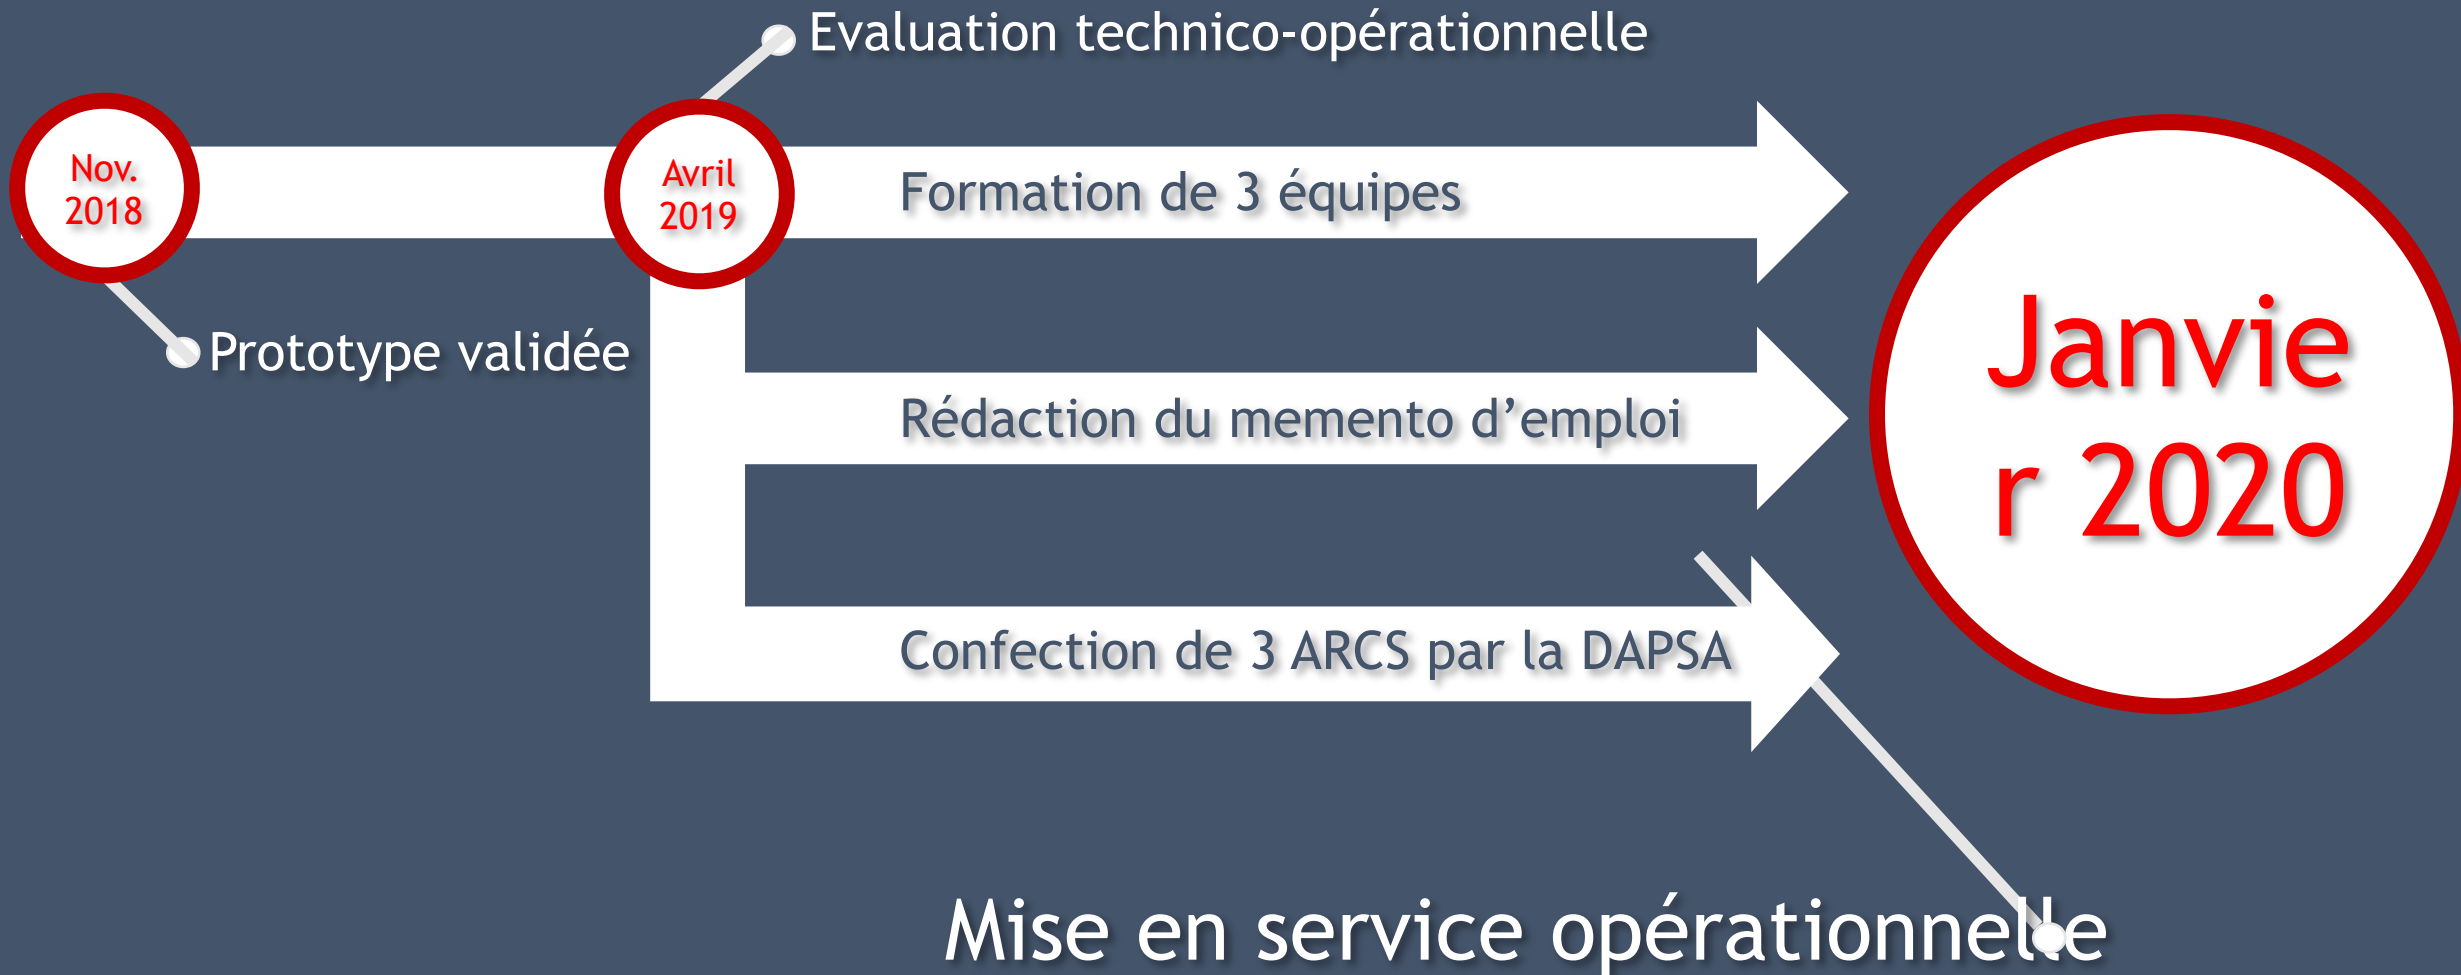 Evaluation technico-opérationnelle
Nov.
2018
Avril
2019
Formation de 3 équipes
Prototype validée
Janvie
r 2020
Rédaction du memento d’emploi
Confection de 3 ARCS par la DAPSA
Mise en service opérationnelle